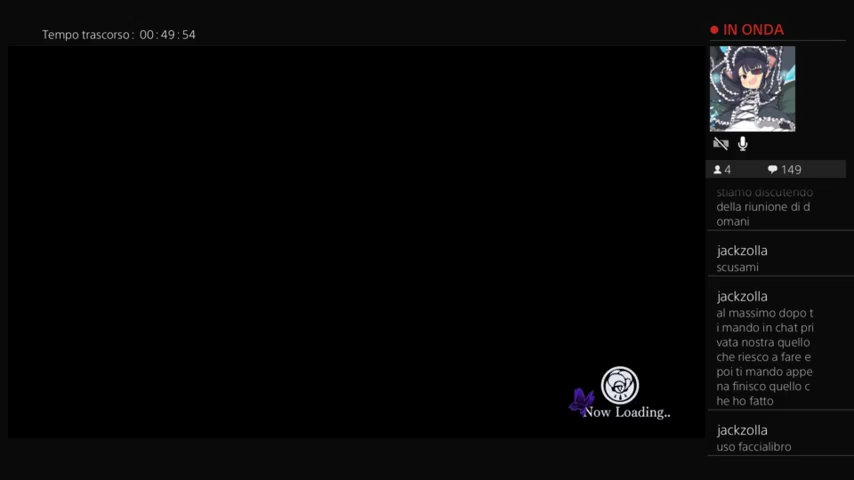 Tempo trascorso: 00:49:54
IN ONDA
4 149
stiamo discutendo
della riunione di d
omani
jackzolla
scusami
jackzolla
al massimo dopo t
i mando in chat pri
vata nostra quello
che riesco a fare e
poi ti mando appe
na finisco quello c
he ho fatto
jackzolla
uso faccialibro
Now Loading..